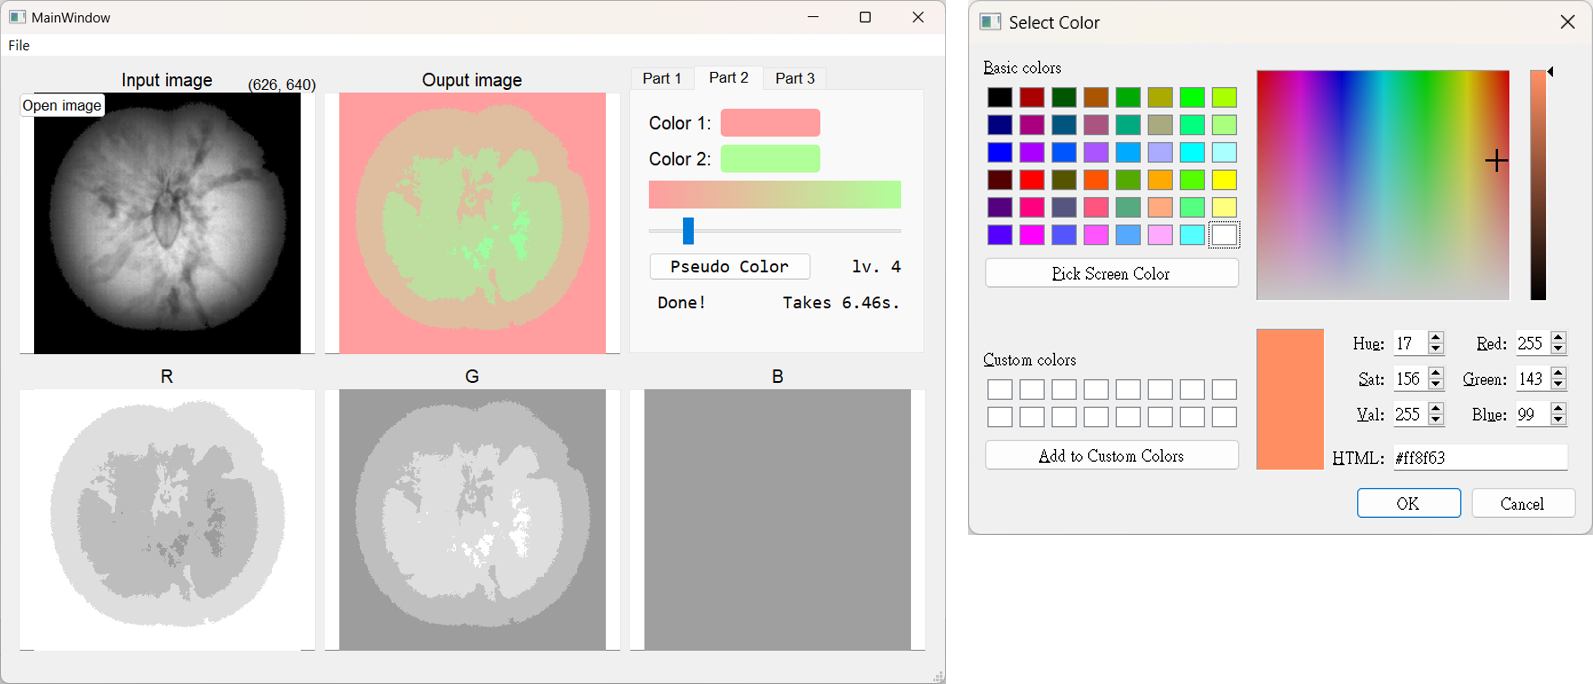 MainWindow
File
Input image
(626, 640)
Open image
Ouput image
Part 1
Part 2
Part 3
Color 1:
Color 2:
Pseudo Color
lv. 4
Done!
Takes 6.46s.
R
G
B
Select Color
Basic colors
Pick Screen Color
Custom colors
Add to Custom Colors
Hue: 17
Red: 255
Sat: 156
Green: 143
Val: 255
Blue: 99
HTML: #ff8f63
OK
Cancel